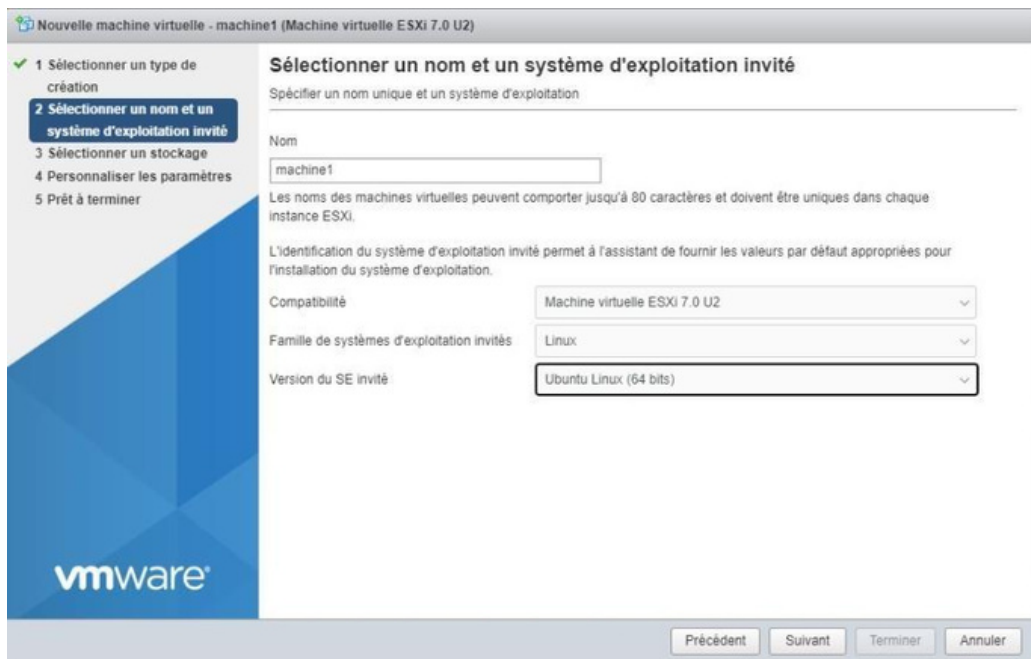 Nouvelle machine virtuelle - machine1 (Machine virtuelle ESXi 7.0 U2)
1 Sélectionner un type de
création
2 Sélectionner un nom et un
système d'exploitation invité
3 Sélectionner un stockage
4 Personnaliser les paramètres
5 Prêt à terminer
Sélectionner un nom et un système d'exploitation invité
Spécifier un nom unique et un système d'exploitation
Nom
machine1
Les noms des machines virtuelles peuvent comporter jusqu'à 80 caractères et doivent être uniques dans chaque
instance ESXi.
L'identification du système d'exploitation invité permet à l'assistant de fournir les valeurs par défaut appropriées pour
l'installation du système d'exploitation.
Compatibilité
Machine virtuelle ESXi 7.0 U2
Famille de systèmes d'exploitation invités
Linux
Version du SE invité
Ubuntu Linux (64 bits)
vmware
Précédent
Suivant
Terminer
Annuler